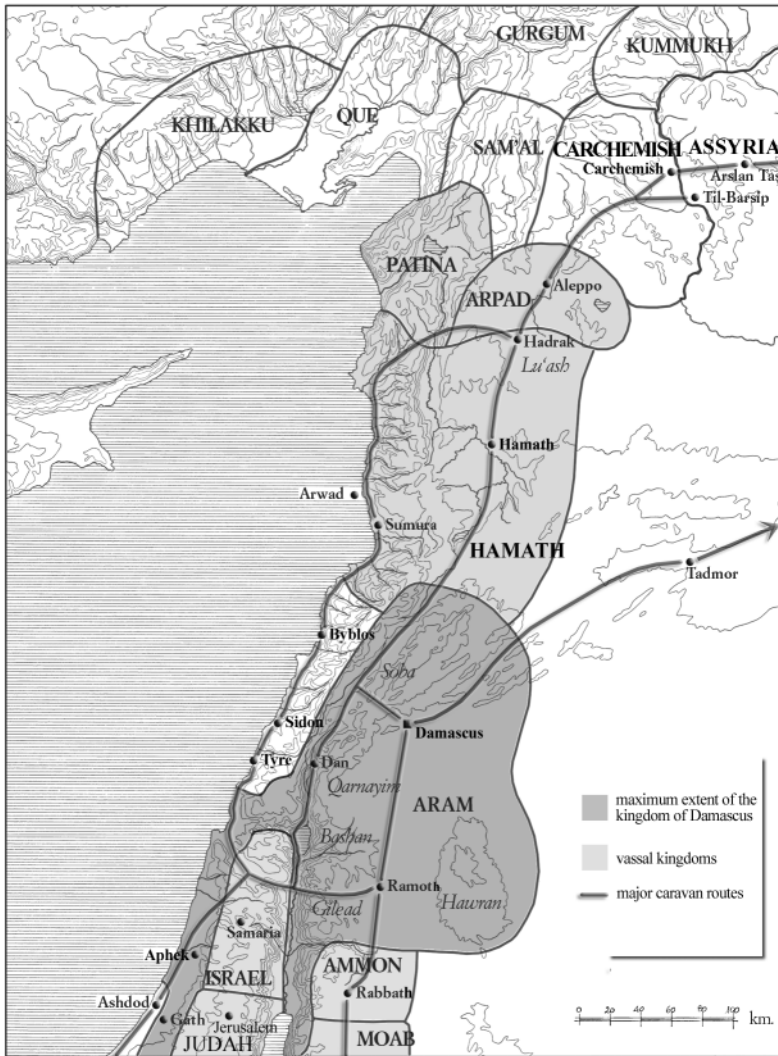 GURGUM
KUMMUKH
KHILAKKU
QUE
SAM'AL
CARCHEMISH
ASSYRIA
Carchemish
Arslan Taş
Til-Barsip
PATINA
ARPAD
Aleppo
Hadrak
Lu'ash
Hamath
Arwad
Sumura
HAMATH
Tadmor
Byblos
Soba
Sidon
Damascus
Tyre
Dan
Qarnayim
ARAM
maximum extent of the
kingdom of Damascus
Bashan
vassal kingdoms
Ramoth
major caravan routes
Gilead
Hawran
Samaria
Aphek
ISRAEL
AMMON
Ashdod
Rabbath
Gath
Jerusalem
JUDAH
MOAB
0 20 40 60 80 100
km.